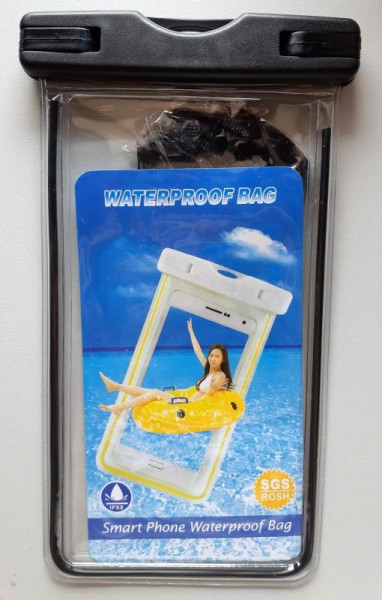 WATERPROOF BAG
SGS
ROSH
IPX8
Smart Phone Waterproof Bag